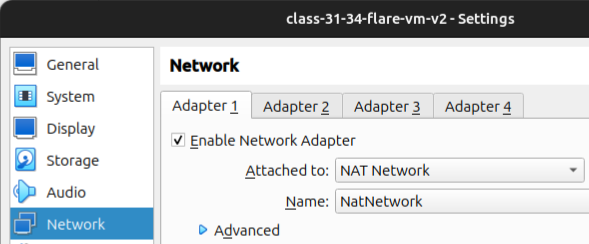 class-31-34-flare-vm-v2 - Settings
General
System
Display
Storage
Audio
Network
Network
Adapter 1 Adapter 2 Adapter 3 Adapter 4
Enable Network Adapter
Attached to: NAT Network
Name: NatNetwork
Advanced